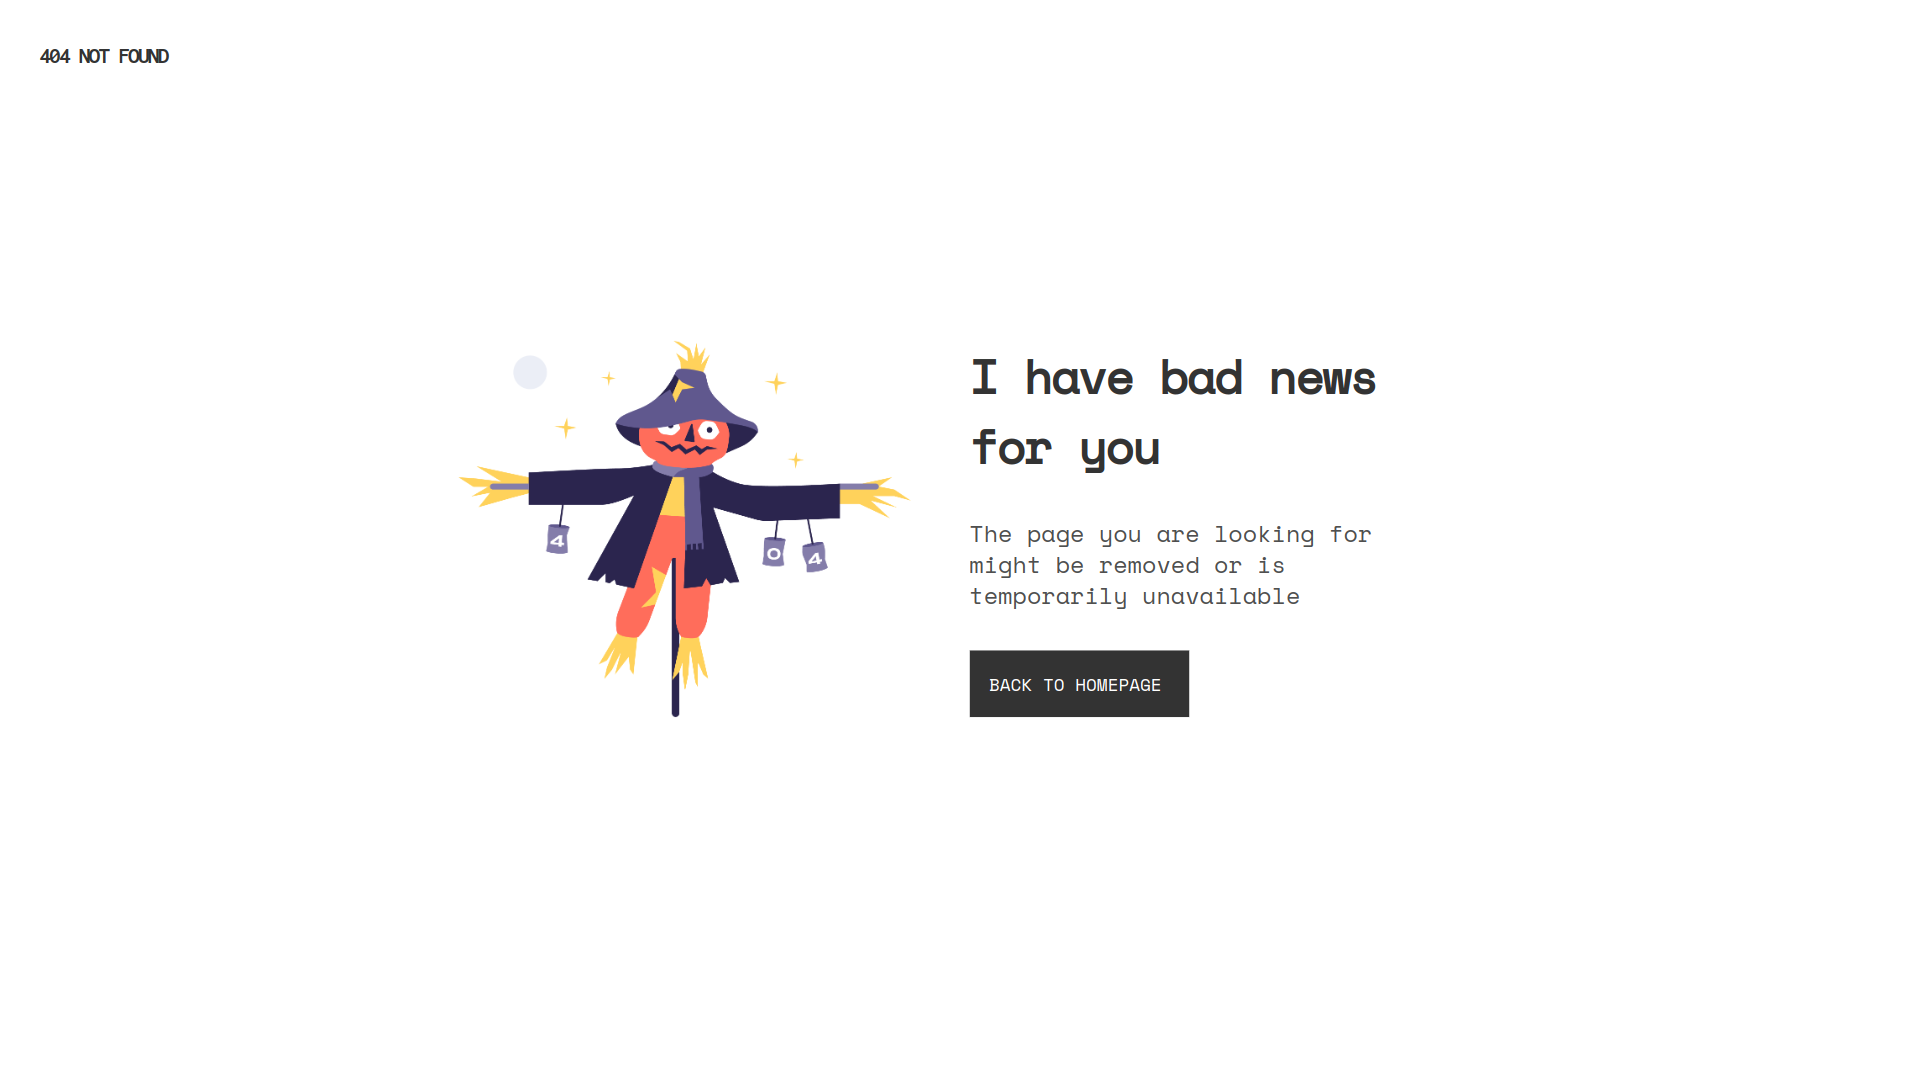 404 NOT FOUND
I have bad news
for you
4
0
4
The page you are looking for
might be removed or is
temporarily unavailable
BACK TO HOMEPAGE